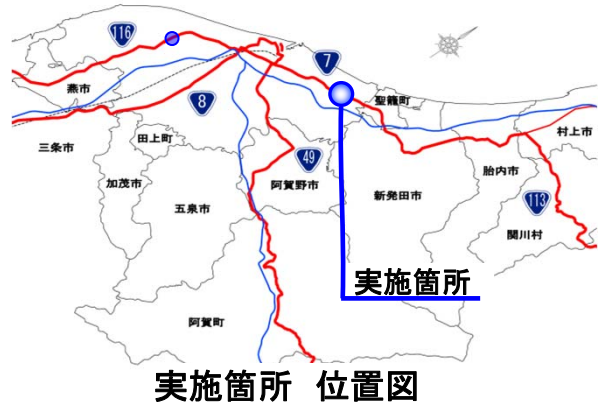 116
7
燕市
8
聖籠町
三条市
田上町
49
村上市
加茂市
阿賀野市
新発田市
胎内市
五泉市
113
関川村
実施箇所
阿賀町
実施箇所 位置図